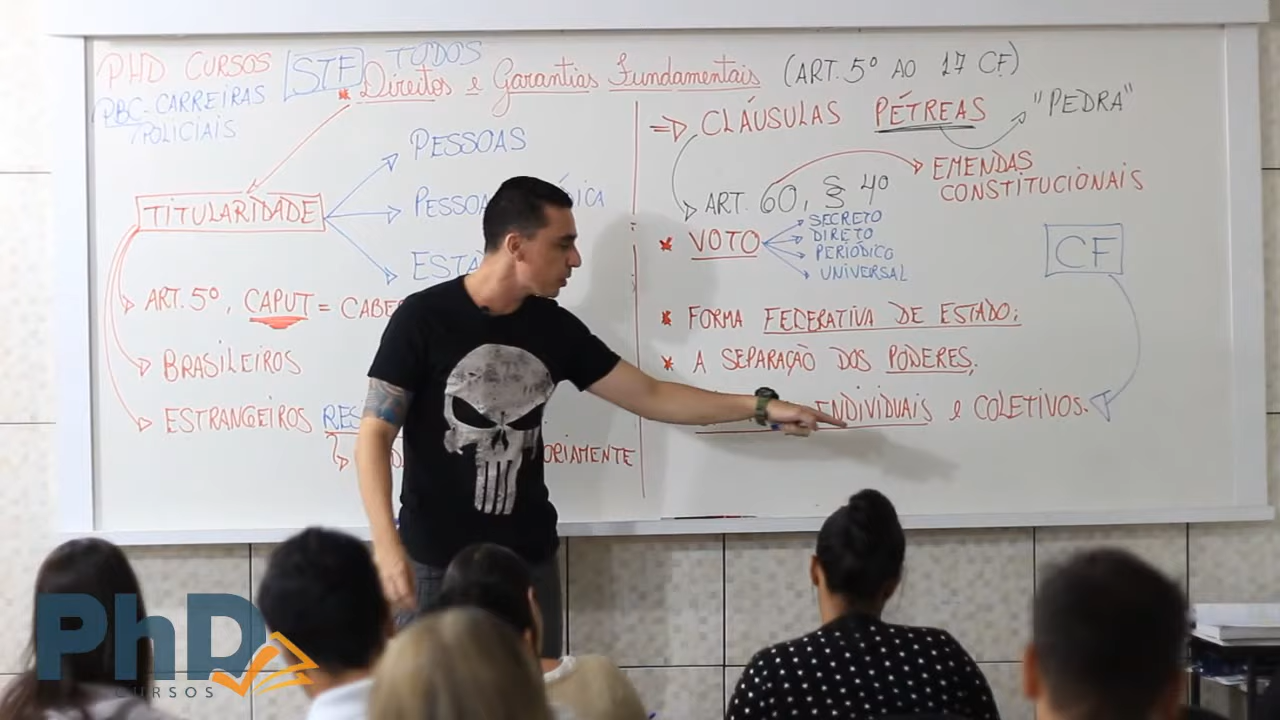 PHD CURSOS
STF
TODOS
PBC-CARREIRAS
POLICIAIS
Direitos e Garantias Fundamentais (ART. 5º AO 17 CF)
PESSOAS
TITULARIDADE
ART. 5º, CAPUT =
BRASILEIROS
ESTRANGEIROS
⇒ CLÁUSULAS PÉTREAS
"PEDRA"
ART. 60, § 4º
EMENDAS
CONSTITUCIONAIS
* VOTO
SECRETO
DIRETO
PERIÓDICO
UNIVERSAL
CF
* FORMA FEDERATIVA DE ESTADO;
* A SEPARAÇÃO DOS PODERES;
INDIVIDUAIS e COLETIVOS.
PhD
CURSOS